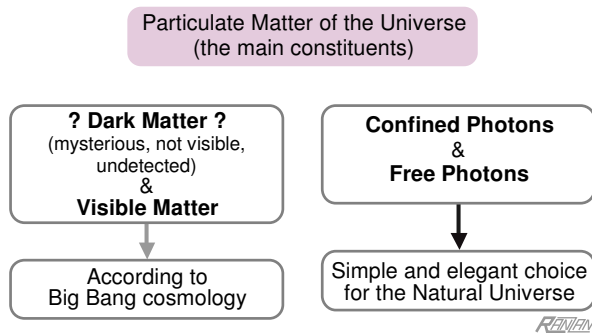 Particulate Matter of the Universe
(the main constituents)
? Dark Matter ?
(mysterious, not visible,
undetected)
&
Visible Matter
According to
Big Bang cosmology
Confined Photons
&
Free Photons
Simple and elegant choice
for the Natural Universe
RANJAN